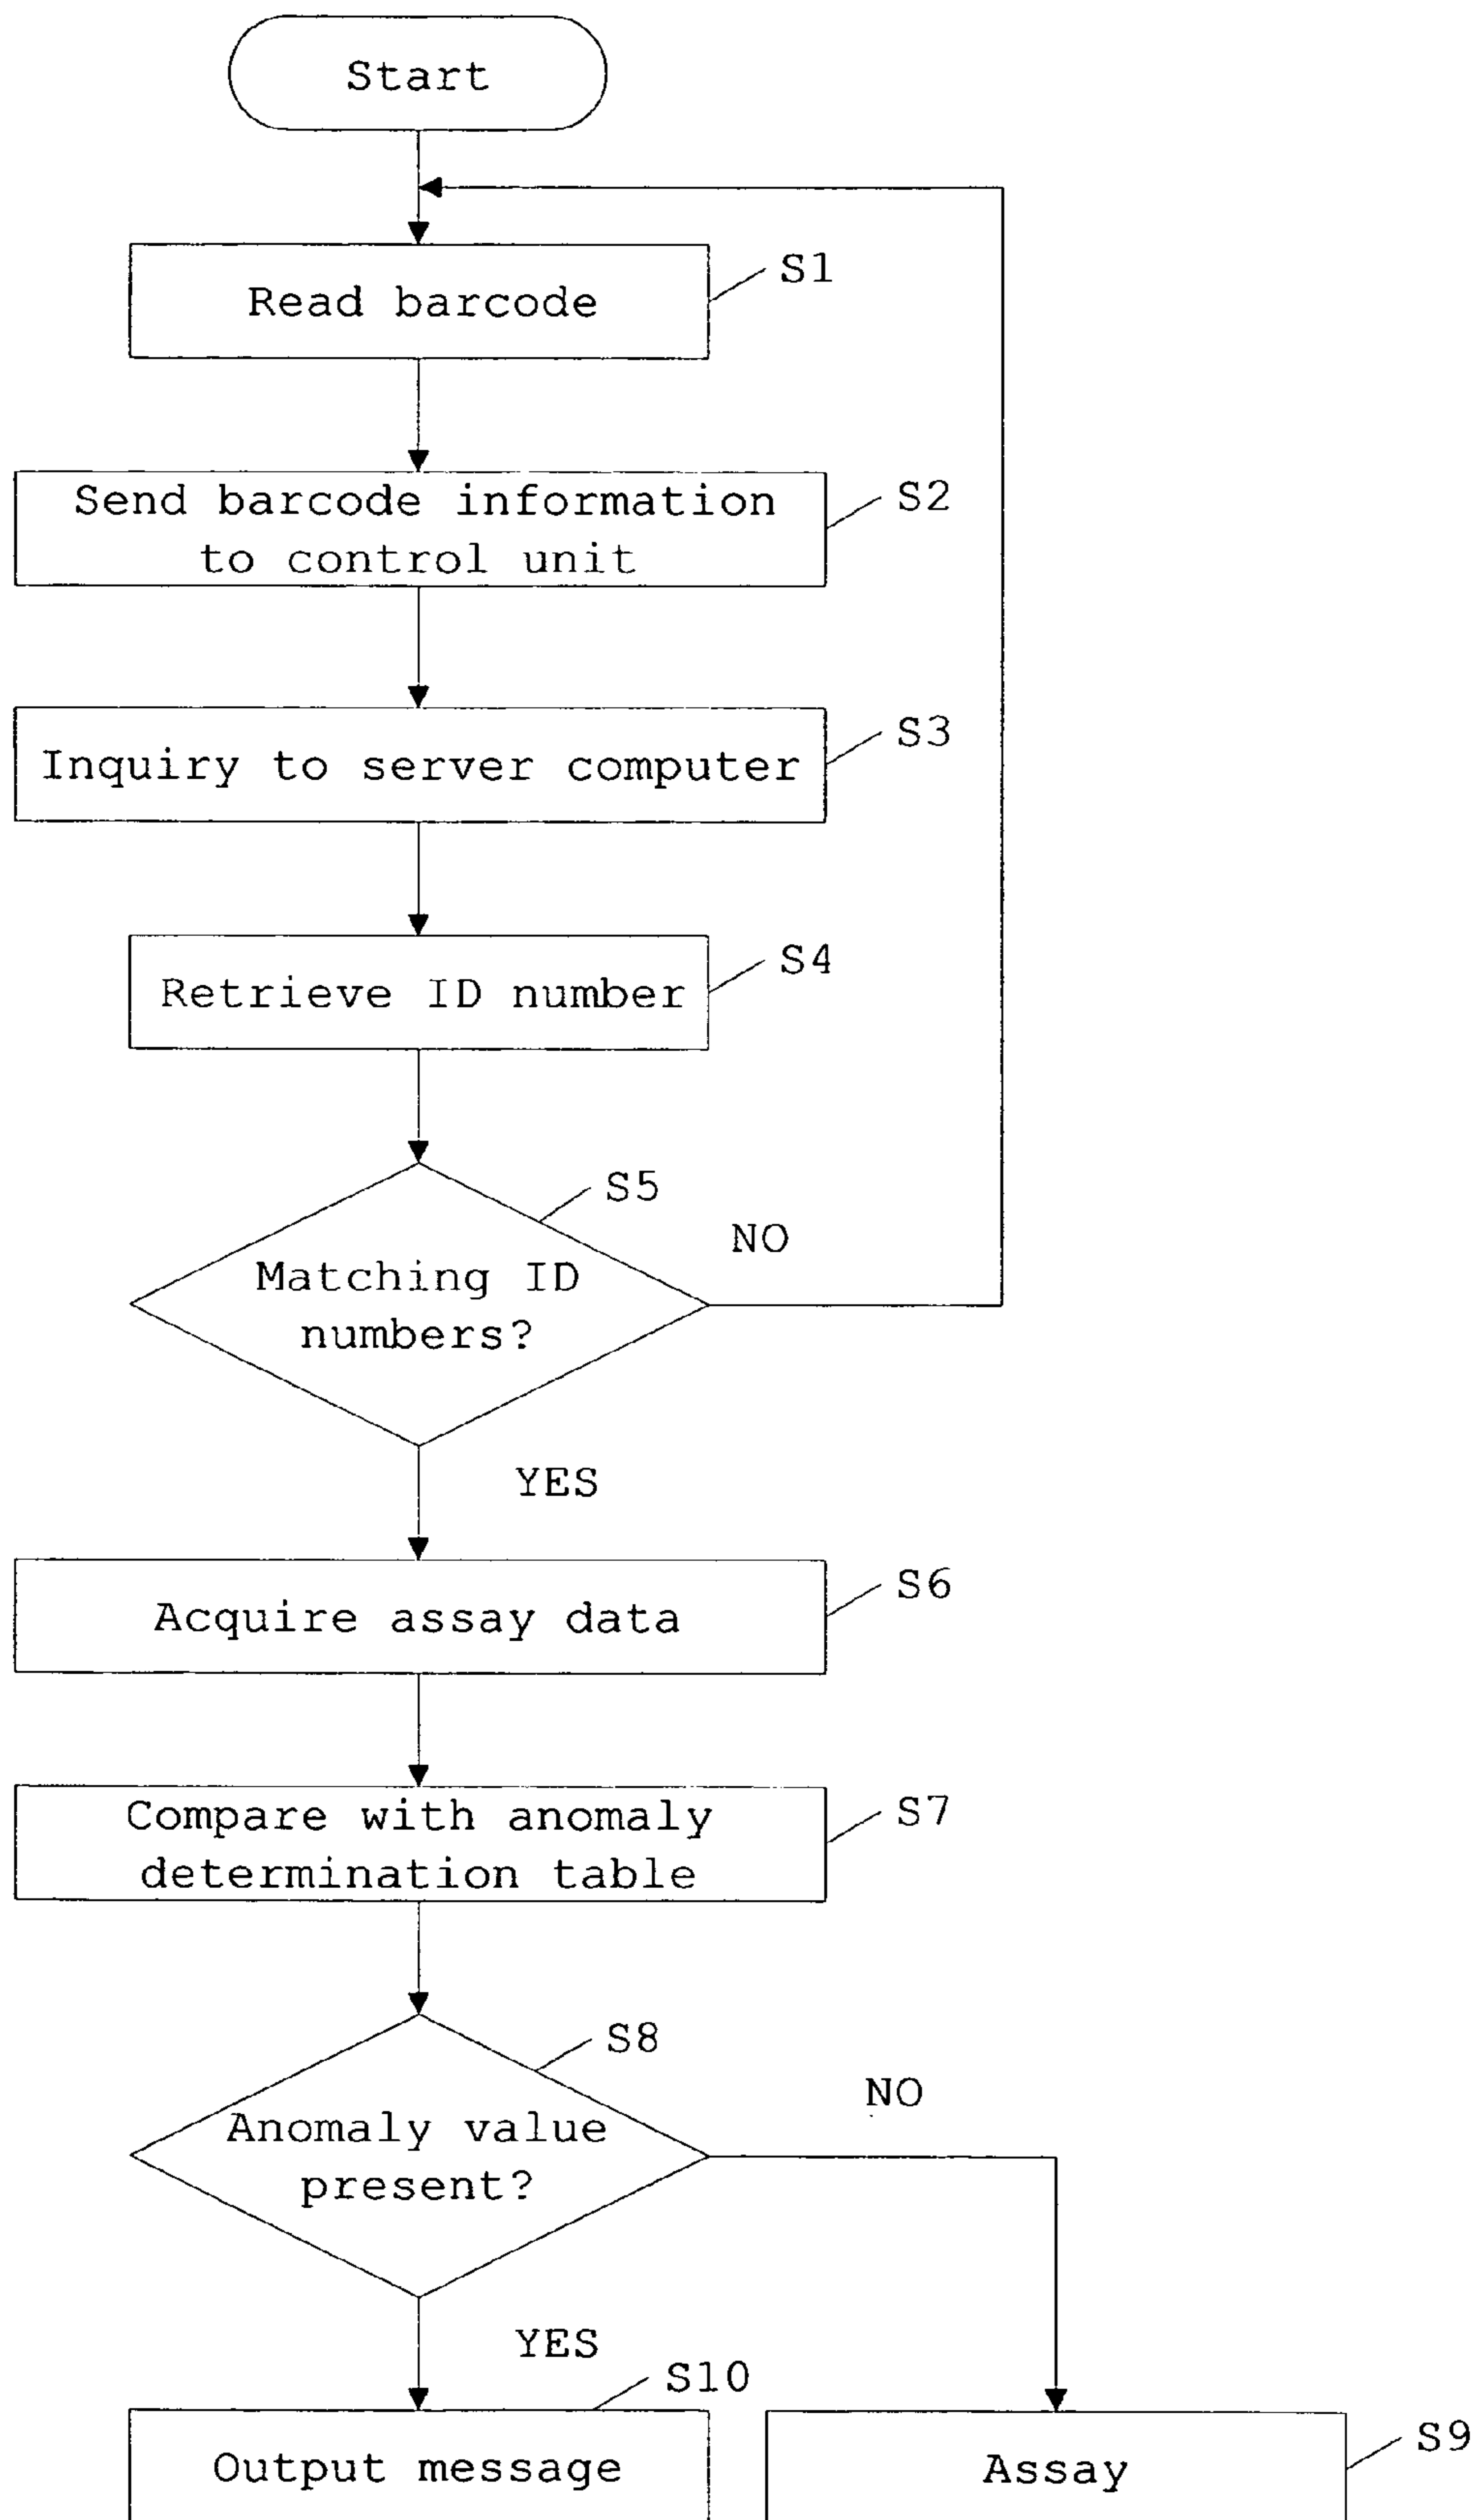 Start
Read barcode
S1
Send barcode information
to control unit
S2
Inquiry to server computer
S3
Retrieve ID number
S4
S5
Matching ID
numbers?
NO
YES
Acquire assay data
S6
Compare with anomaly
determination table
S7
S8
Anomaly value
present?
NO
YES
S10
Output message
Assay
S9